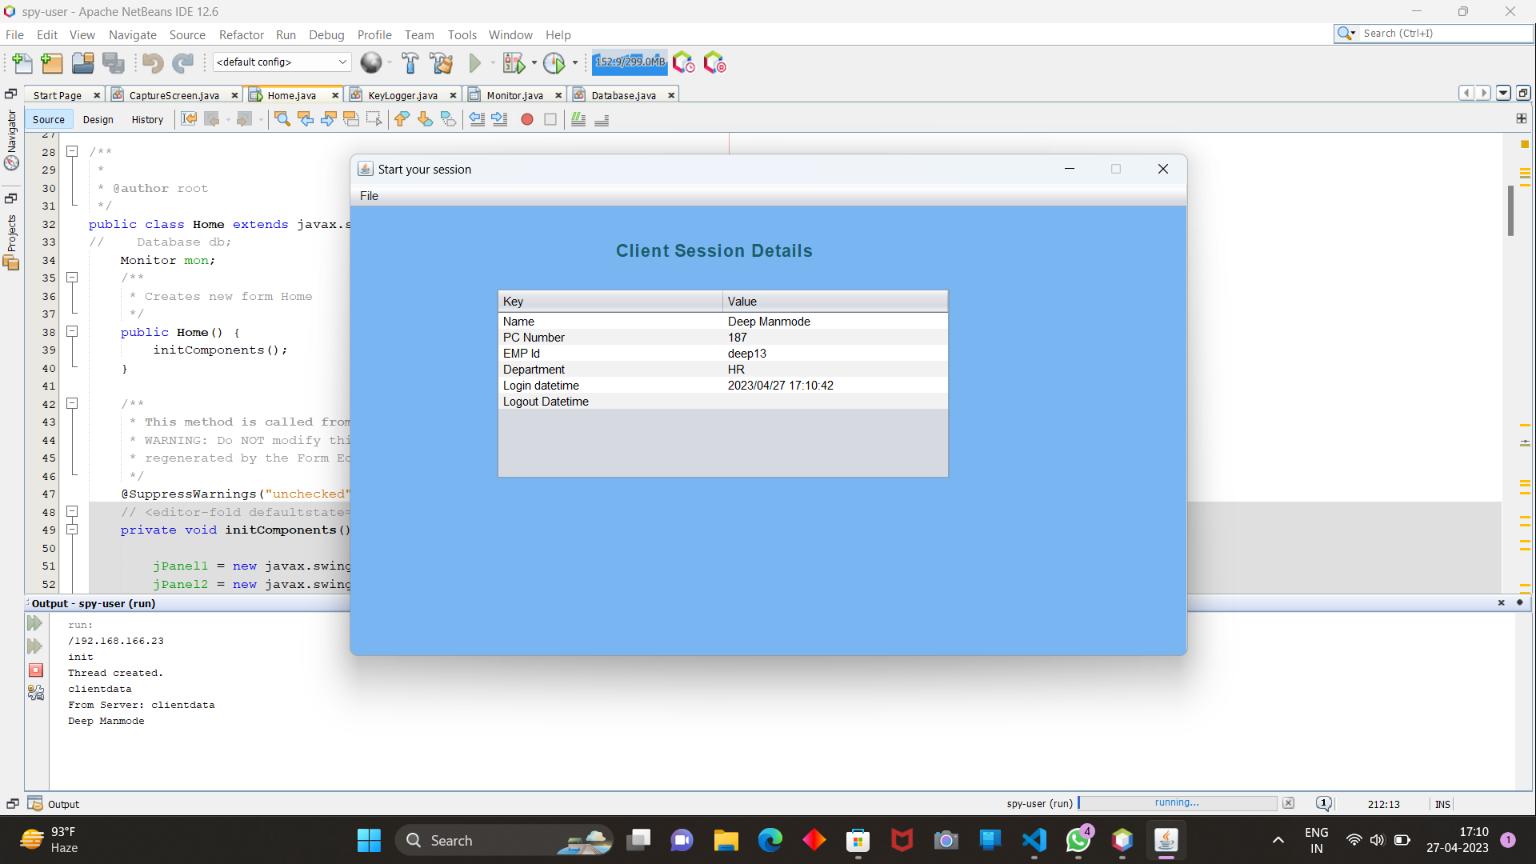 spy-user - Apache NetBeans IDE 12.6
File Edit View Navigate Source Refactor Run Debug Profile Team Tools Window Help
Search (Ctrl+I)
<default config>
152.9/299.0MB
Start Page CaptureScreen.java Home.java KeyLogger.java Monitor.java Database.java
Source Design History
Navigator
Projects
27
28 /**
29 *
30 * @author root
31 */
32 public class Home extends javax.s
33 // Database db;
34 Monitor mon;
35 /**
36 * Creates new form Home
37 */
38 public Home() {
39 initComponents();
40 }
41
42 /**
43 * This method is called from
44 * WARNING: Do NOT modify thi
45 * regenerated by the Form Ed
46 */
47 @SuppressWarnings("unchecked"
48 // <editor-fold defaultstate=
49 private void initComponents()
50
51 jPanel1 = new javax.swing
52 jPanel2 = new javax.swing
Start your session
File
Client Session Details
Key Value
Name Deep Manmode
PC Number 187
EMP Id deep13
Department HR
Login datetime 2023/04/27 17:10:42
Logout Datetime
Output - spy-user (run)
run:
/192.168.166.23
init
Thread created.
clientdata
From Server: clientdata
Deep Manmode
Output
spy-user (run) running... 1 212:13 INS
93°F
Haze
Search
4
ENG
IN
17:10
27-04-2023
1